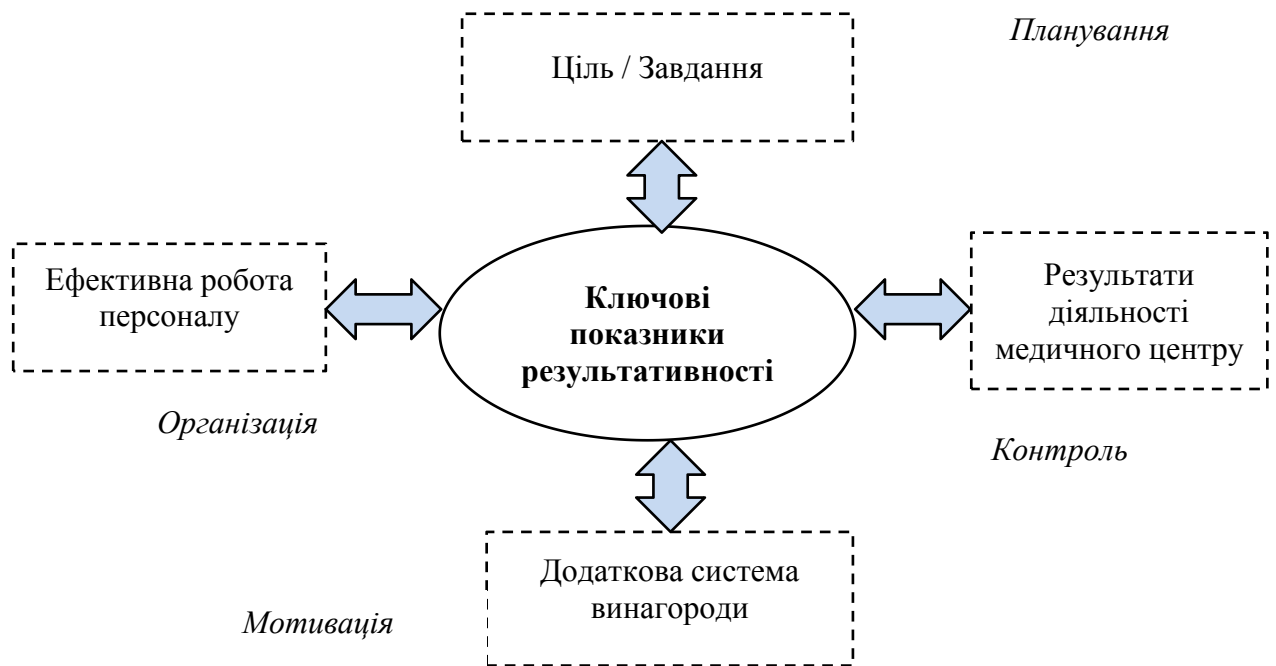 Планування
Ціль / Завдання
Ефективна робота
персоналу
Ключові
показники
результативності
Результати
діяльності
медичного центру
Організація
Контроль
Додаткова система
винагороди
Мотивація